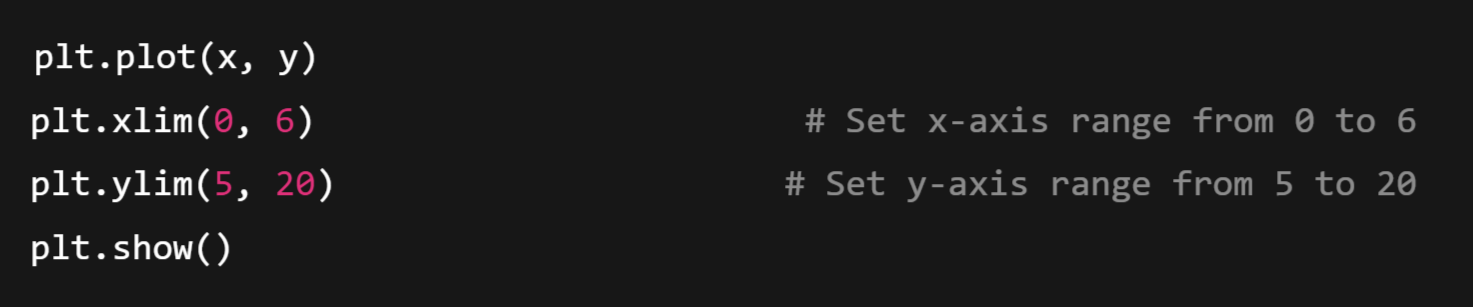 plt.plot(x, y)
plt.xlim(0, 6) # Set x-axis range from 0 to 6
plt.ylim(5, 20) # Set y-axis range from 5 to 20
plt.show()